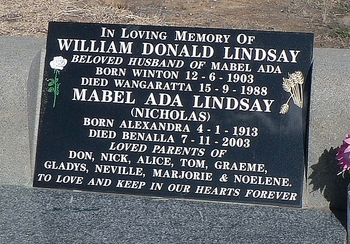 IN LOVING MEMORY OF
WILLIAM DONALD LINDSAY
BELOVED HUSBAND OF MABEL ADA
BORN WINTON 12-6-1903
DIED WANGARATTA 15-9-1988
MABEL ADA LINDSAY
(NICHOLAS)
BORN ALEXANDRA 4-1-1913
DIED BENALLA 7-11-2003
LOVED PARENTS OF
DON, NICK, ALICE, TOM, GRAEME,
GLADYS, NEVILLE, MARJORIE & NOELENE.
TO LOVE AND KEEP IN OUR HEARTS FOREVER